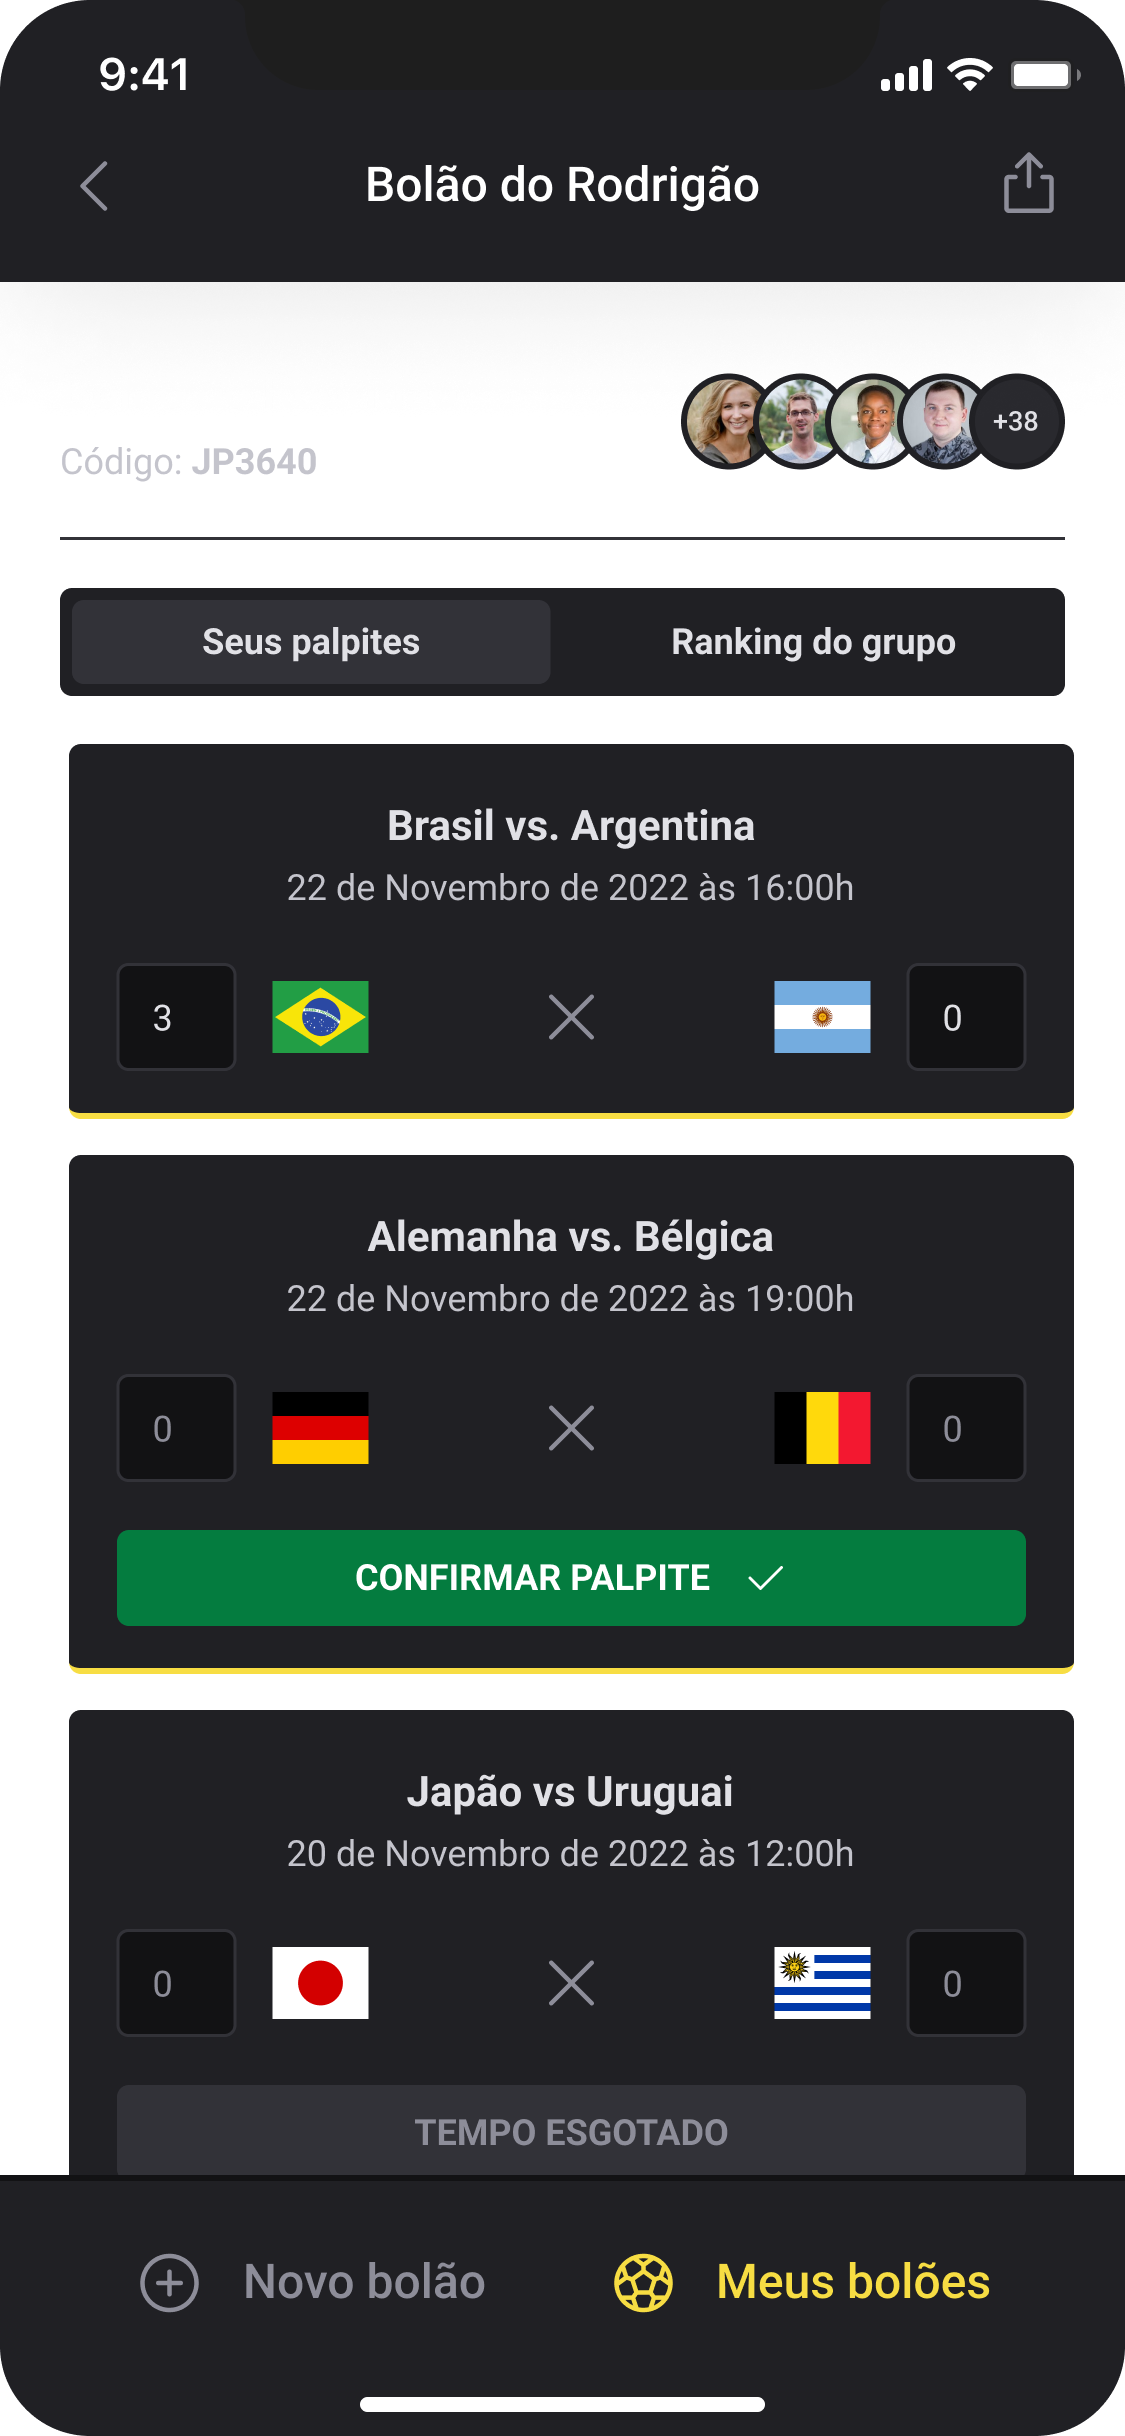 9:41
Bolão do Rodrigão
Código: JP3640
+38
Seus palpites
Ranking do grupo
Brasil vs. Argentina
22 de Novembro de 2022 às 16:00h
3
0
Alemanha vs. Bélgica
22 de Novembro de 2022 às 19:00h
0
0
CONFIRMAR PALPITE
Japão vs Uruguai
20 de Novembro de 2022 às 12:00h
0
0
TEMPO ESGOTADO
Novo bolão
Meus bolões